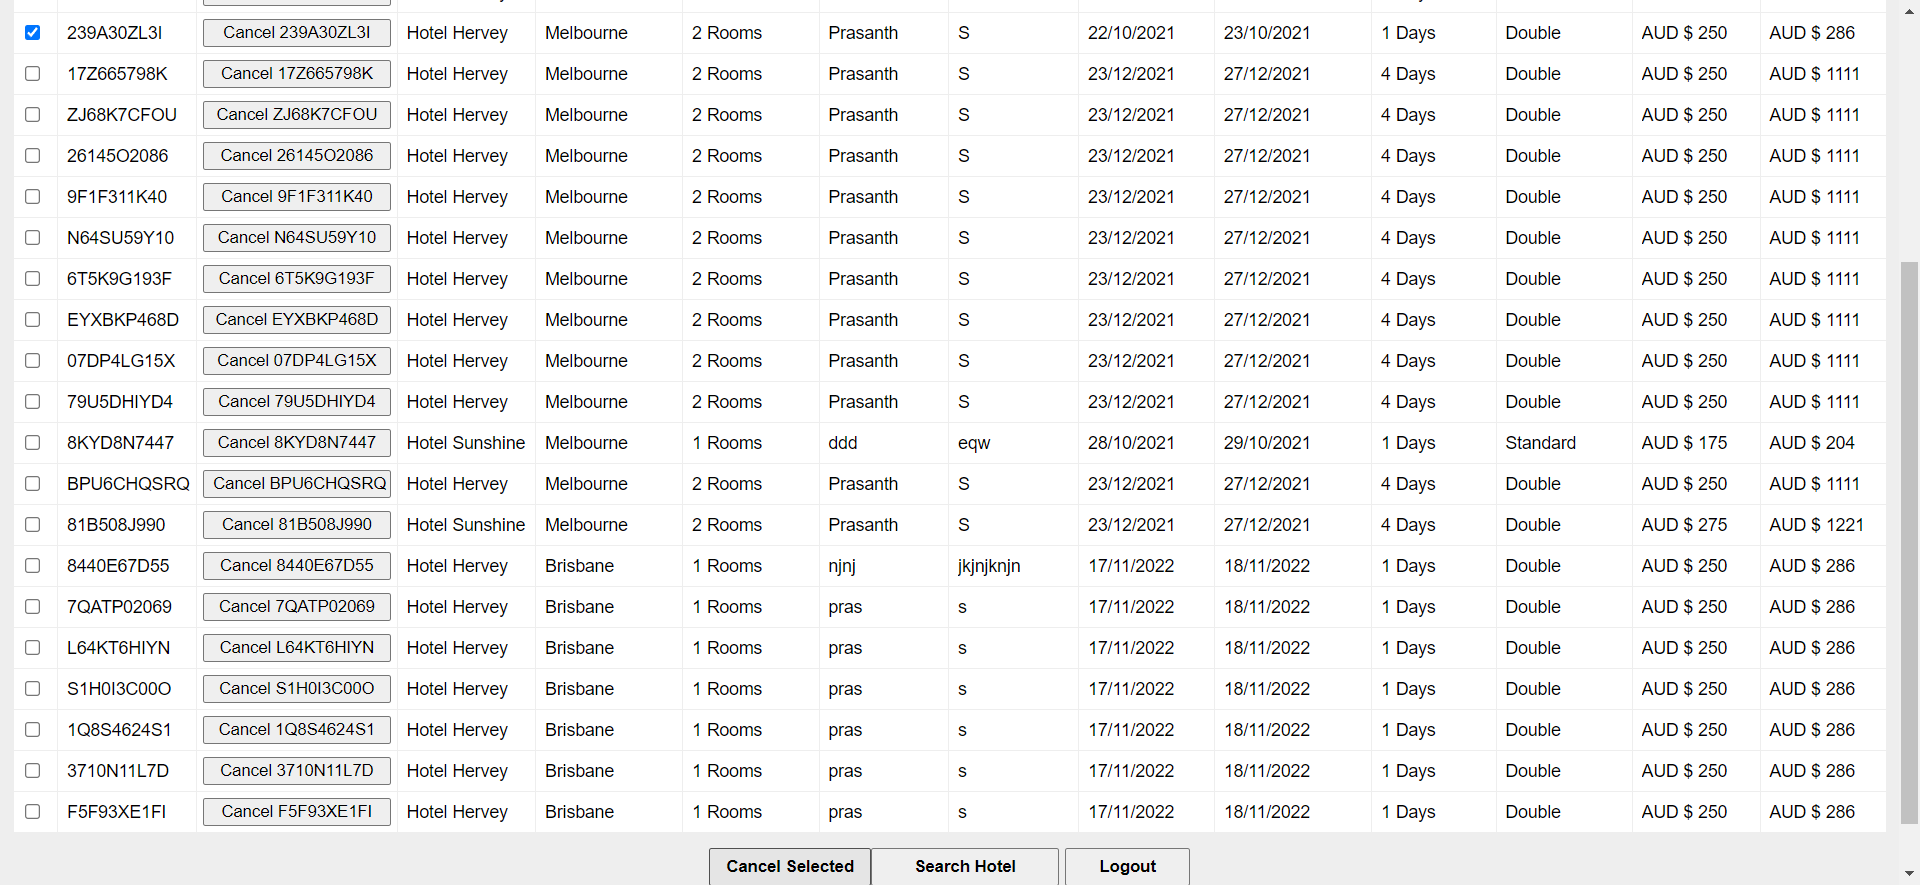 239A30ZL3I Cancel 239A30ZL3I Hotel Hervey Melbourne 2 Rooms Prasanth S 22/10/2021 23/10/2021 1 Days Double AUD $ 250 AUD $ 286
17Z665798K Cancel 17Z665798K Hotel Hervey Melbourne 2 Rooms Prasanth S 23/12/2021 27/12/2021 4 Days Double AUD $ 250 AUD $ 1111
ZJ68K7CFOU Cancel ZJ68K7CFOU Hotel Hervey Melbourne 2 Rooms Prasanth S 23/12/2021 27/12/2021 4 Days Double AUD $ 250 AUD $ 1111
26145O2086 Cancel 26145O2086 Hotel Hervey Melbourne 2 Rooms Prasanth S 23/12/2021 27/12/2021 4 Days Double AUD $ 250 AUD $ 1111
9F1F311K40 Cancel 9F1F311K40 Hotel Hervey Melbourne 2 Rooms Prasanth S 23/12/2021 27/12/2021 4 Days Double AUD $ 250 AUD $ 1111
N64SU59Y10 Cancel N64SU59Y10 Hotel Hervey Melbourne 2 Rooms Prasanth S 23/12/2021 27/12/2021 4 Days Double AUD $ 250 AUD $ 1111
6T5K9G193F Cancel 6T5K9G193F Hotel Hervey Melbourne 2 Rooms Prasanth S 23/12/2021 27/12/2021 4 Days Double AUD $ 250 AUD $ 1111
EYXBKP468D Cancel EYXBKP468D Hotel Hervey Melbourne 2 Rooms Prasanth S 23/12/2021 27/12/2021 4 Days Double AUD $ 250 AUD $ 1111
07DP4LG15X Cancel 07DP4LG15X Hotel Hervey Melbourne 2 Rooms Prasanth S 23/12/2021 27/12/2021 4 Days Double AUD $ 250 AUD $ 1111
79U5DHIYD4 Cancel 79U5DHIYD4 Hotel Hervey Melbourne 2 Rooms Prasanth S 23/12/2021 27/12/2021 4 Days Double AUD $ 250 AUD $ 1111
8KYD8N7447 Cancel 8KYD8N7447 Hotel Sunshine Melbourne 1 Rooms ddd eqw 28/10/2021 29/10/2021 1 Days Standard AUD $ 175 AUD $ 204
BPU6CHQSRQ Cancel BPU6CHQSRQ Hotel Hervey Melbourne 2 Rooms Prasanth S 23/12/2021 27/12/2021 4 Days Double AUD $ 250 AUD $ 1111
81B508J990 Cancel 81B508J990 Hotel Sunshine Melbourne 2 Rooms Prasanth S 23/12/2021 27/12/2021 4 Days Double AUD $ 275 AUD $ 1221
8440E67D55 Cancel 8440E67D55 Hotel Hervey Brisbane 1 Rooms njnj jkjnjknjn 17/11/2022 18/11/2022 1 Days Double AUD $ 250 AUD $ 286
7QATP02069 Cancel 7QATP02069 Hotel Hervey Brisbane 1 Rooms pras s 17/11/2022 18/11/2022 1 Days Double AUD $ 250 AUD $ 286
L64KT6HIYN Cancel L64KT6HIYN Hotel Hervey Brisbane 1 Rooms pras s 17/11/2022 18/11/2022 1 Days Double AUD $ 250 AUD $ 286
S1H0I3C00O Cancel S1H0I3C00O Hotel Hervey Brisbane 1 Rooms pras s 17/11/2022 18/11/2022 1 Days Double AUD $ 250 AUD $ 286
1Q8S4624S1 Cancel 1Q8S4624S1 Hotel Hervey Brisbane 1 Rooms pras s 17/11/2022 18/11/2022 1 Days Double AUD $ 250 AUD $ 286
3710N11L7D Cancel 3710N11L7D Hotel Hervey Brisbane 1 Rooms pras s 17/11/2022 18/11/2022 1 Days Double AUD $ 250 AUD $ 286
F5F93XE1FI Cancel F5F93XE1FI Hotel Hervey Brisbane 1 Rooms pras s 17/11/2022 18/11/2022 1 Days Double AUD $ 250 AUD $ 286
Cancel Selected Search Hotel Logout